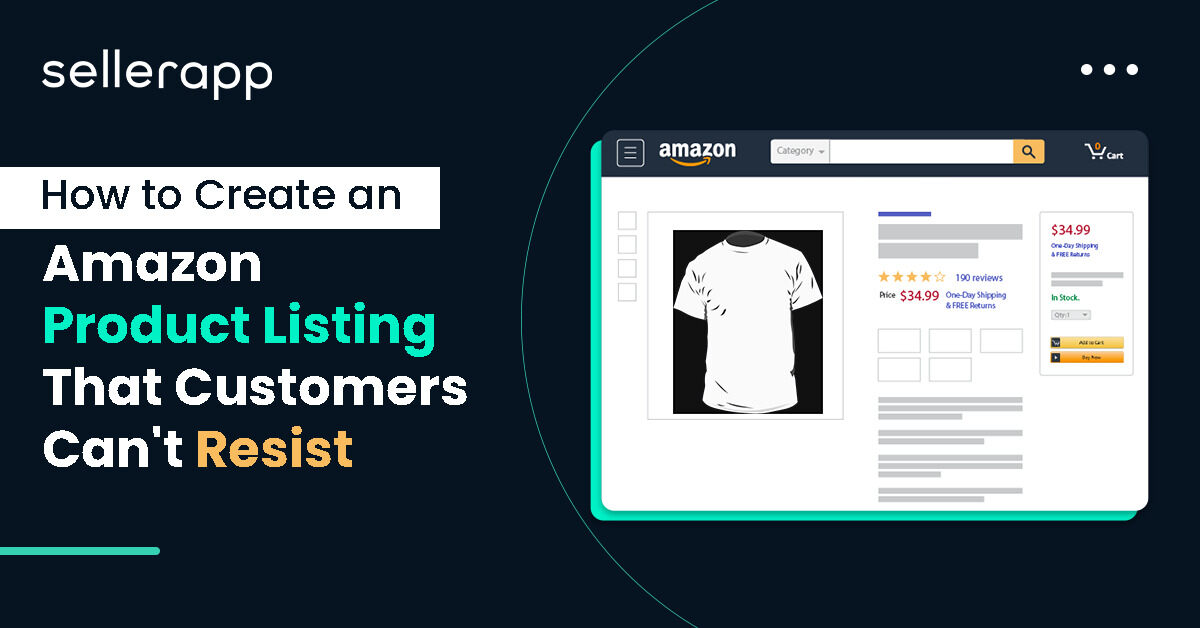 sellerapp
How to Create an
Amazon
Product Listing
That Customers
Can't Resist
amazon
Category
0
Cart
190 reviews
Price $34.99 One-Day Shipping
& FREE Returns
$34.99
One-Day Shipping
& FREE Returns
In Stock.
Qty:1
Add to Cart
Buy Now